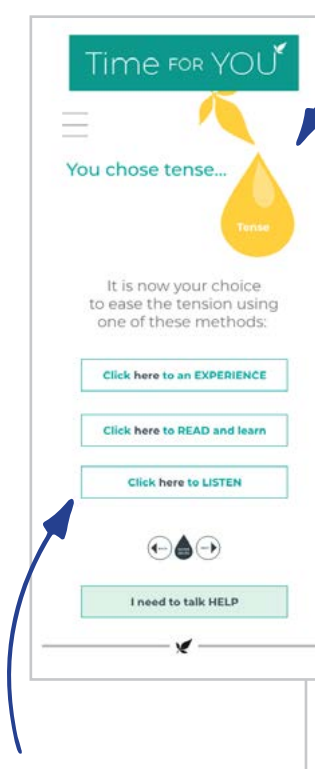 Time FOR YOU
You chose tense...
Tense
It is now your choice
to ease the tension using
one of these methods:
Click here to an EXPERIENCE
Click here to READ and learn
Click here to LISTEN
I need to talk HELP